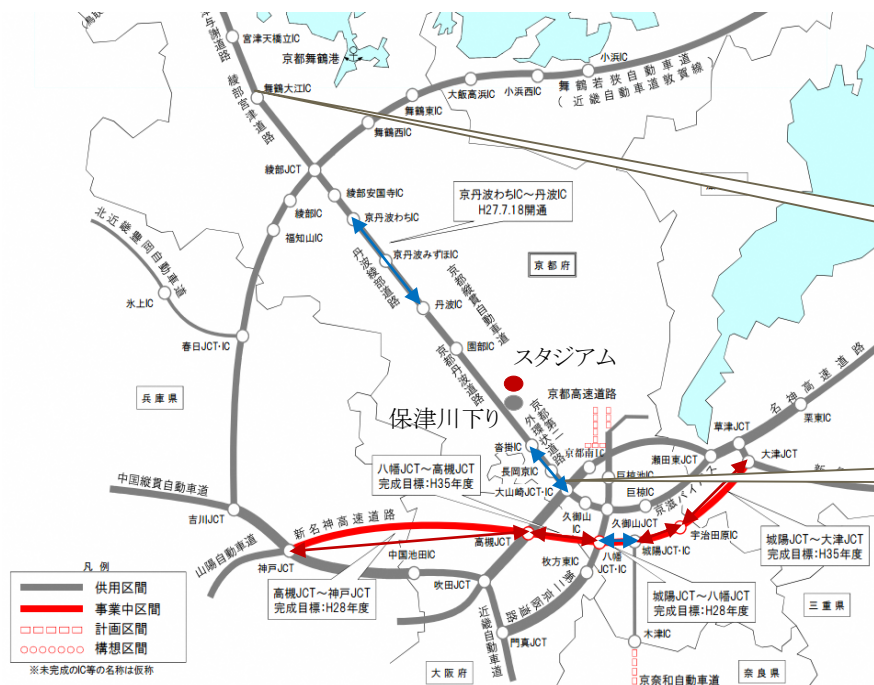 宮津天橋立IC
京都舞鶴港
小浜IC
舞鶴若狭自動車道
(近畿自動車道敦賀線)
綾部宮津道路
舞鶴大江IC
大飯高浜IC
小浜西IC
舞鶴東IC
舞鶴西IC
綾部JCT
綾部安国寺IC
京丹波わちIC～丹波IC
H27.7.18開通
綾部IC
京丹波わちIC
福知山IC
北近畿豊岡自動車道
丹波綾部道路
京丹波みずほIC
京都縦貫自動車道
京都府
氷上IC
丹波IC
春日JCT・IC
園部IC
京都丹波道路
スタジアム
京都高速道路
名神高速道路
兵庫県
保津川下り
栗東IC
草津JCT
京都第二外環状道路
沓掛IC
京都南IC
瀬田東JCT
大津JCT
八幡JCT～高槻JCT
完成目標:H35年度
長岡京IC
巨椋池IC
中国縦貫自動車道
大山崎JCT・IC
巨椋IC
京滋バイパス
吉川JCT
新名神高速道路
久御山IC
久御山JCT
宇治田原IC
城陽JCT～大津JCT
完成目標:H35年度
山陽自動車道
神戸JCT
中国池田IC
高槻JCT
八幡JCT・IC
城陽JCT・IC
枚方東IC
凡 例
供用区間
事業中区間
計画区間
構想区間
※未完成のIC等の名称は仮称
高槻JCT～神戸JCT
完成目標:H28年度
吹田JCT
第二京阪道路
城陽JCT～八幡JCT
完成目標:H28年度
三重県
近畿自動車道
門真JCT
木津IC
大阪府
京奈和自動車道
奈良県